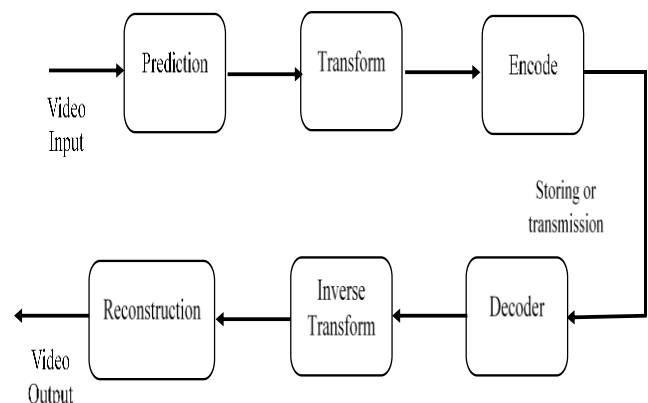 Prediction
Transform
Encode
Video
Input
Storing or
transmission
Reconstruction
Inverse
Transform
Decoder
Video
Output